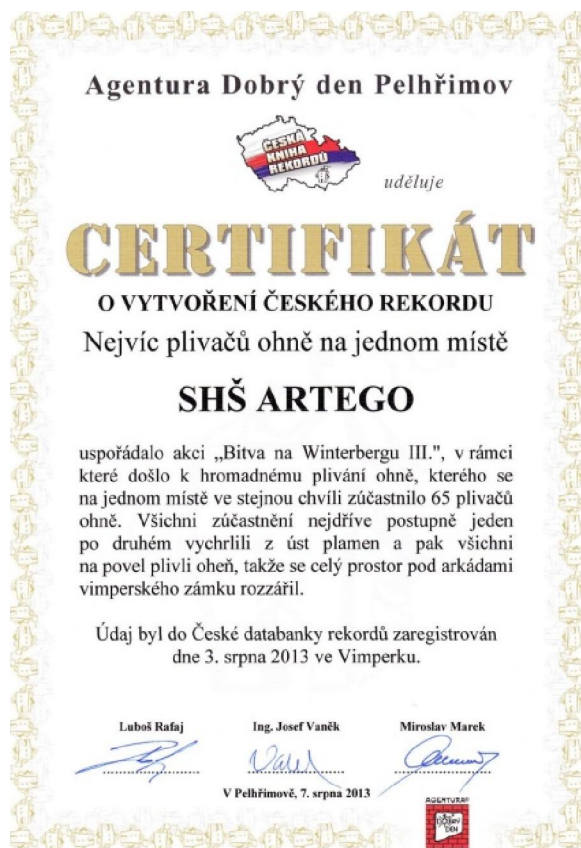 Agentura Dobrý den Pelhřimov
ČESKÁ
KNIHA
REKORDŮ
uděluje
CERTIFIKÁT
O VYTVOŘENÍ ČESKÉHO REKORDU
Nejvíc plivačů ohně na jednom místě
SHŠ ARTEGO
uspořádalo akci „Bitva na Winterbergu III.", v rámci
které došlo k hromadnému plivání ohně, kterého se
na jednom místě ve stejnou chvíli zúčastnilo 65 plivačů
ohně. Všichni zúčastnění nejdříve postupně jeden
po druhém vychrlili z úst plamen a pak všichni
na povel plivli oheň, takže se celý prostor pod arkádami
vimperského zámku rozzářil.
Údaj byl do České databanky rekordů zaregistrován
dne 3. srpna 2013 ve Vimperku.
Luboš Rafaj Ing. Josef Vaněk Miroslav Marek
V Pelhřimově, 7. srpna 2013
AGENTURA
DOBRÝ
DEN